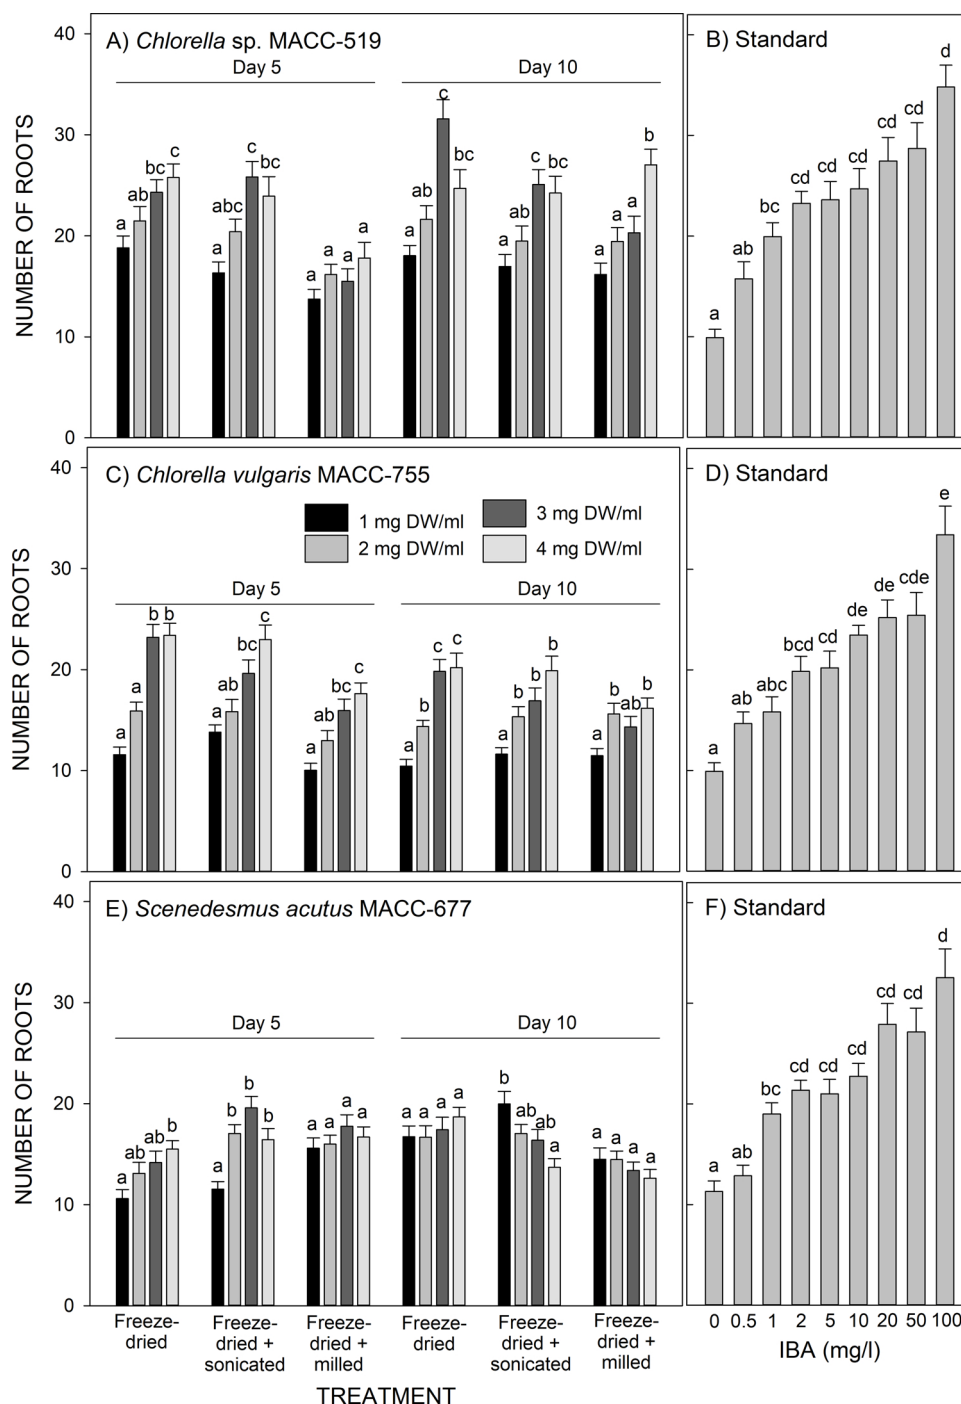 A) Chlorella sp. MACC-519
B) Standard
Day 5
Day 10
NUMBER OF ROOTS
40
30
20
10
0
a ab bc c
a abc c bc
a a a a
a ab c bc
a ab c bc
a a a b
a ab bc cd cd cd cd cd d
C) Chlorella vulgaris MACC-755
D) Standard
1 mg DW/ml
2 mg DW/ml
3 mg DW/ml
4 mg DW/ml
Day 5
Day 10
NUMBER OF ROOTS
40
30
20
10
0
a a b b
a ab bc c
a ab bc c
a b c c
a b b b
a b ab b
a ab abc bcd cd de de cde e
E) Scenedesmus acutus MACC-677
F) Standard
Day 5
Day 10
NUMBER OF ROOTS
40
30
20
10
0
a ab ab b
a b b b
a a a a
a a a a
b ab ab a
a a a a
a ab bc cd cd cd cd cd d
Freeze-
dried
Freeze-
dried +
sonicated
Freeze-
dried +
milled
Freeze-
dried
Freeze-
dried +
sonicated
Freeze-
dried +
milled
TREATMENT
0 0.5 1 2 5 10 20 50 100
IBA (mg/l)